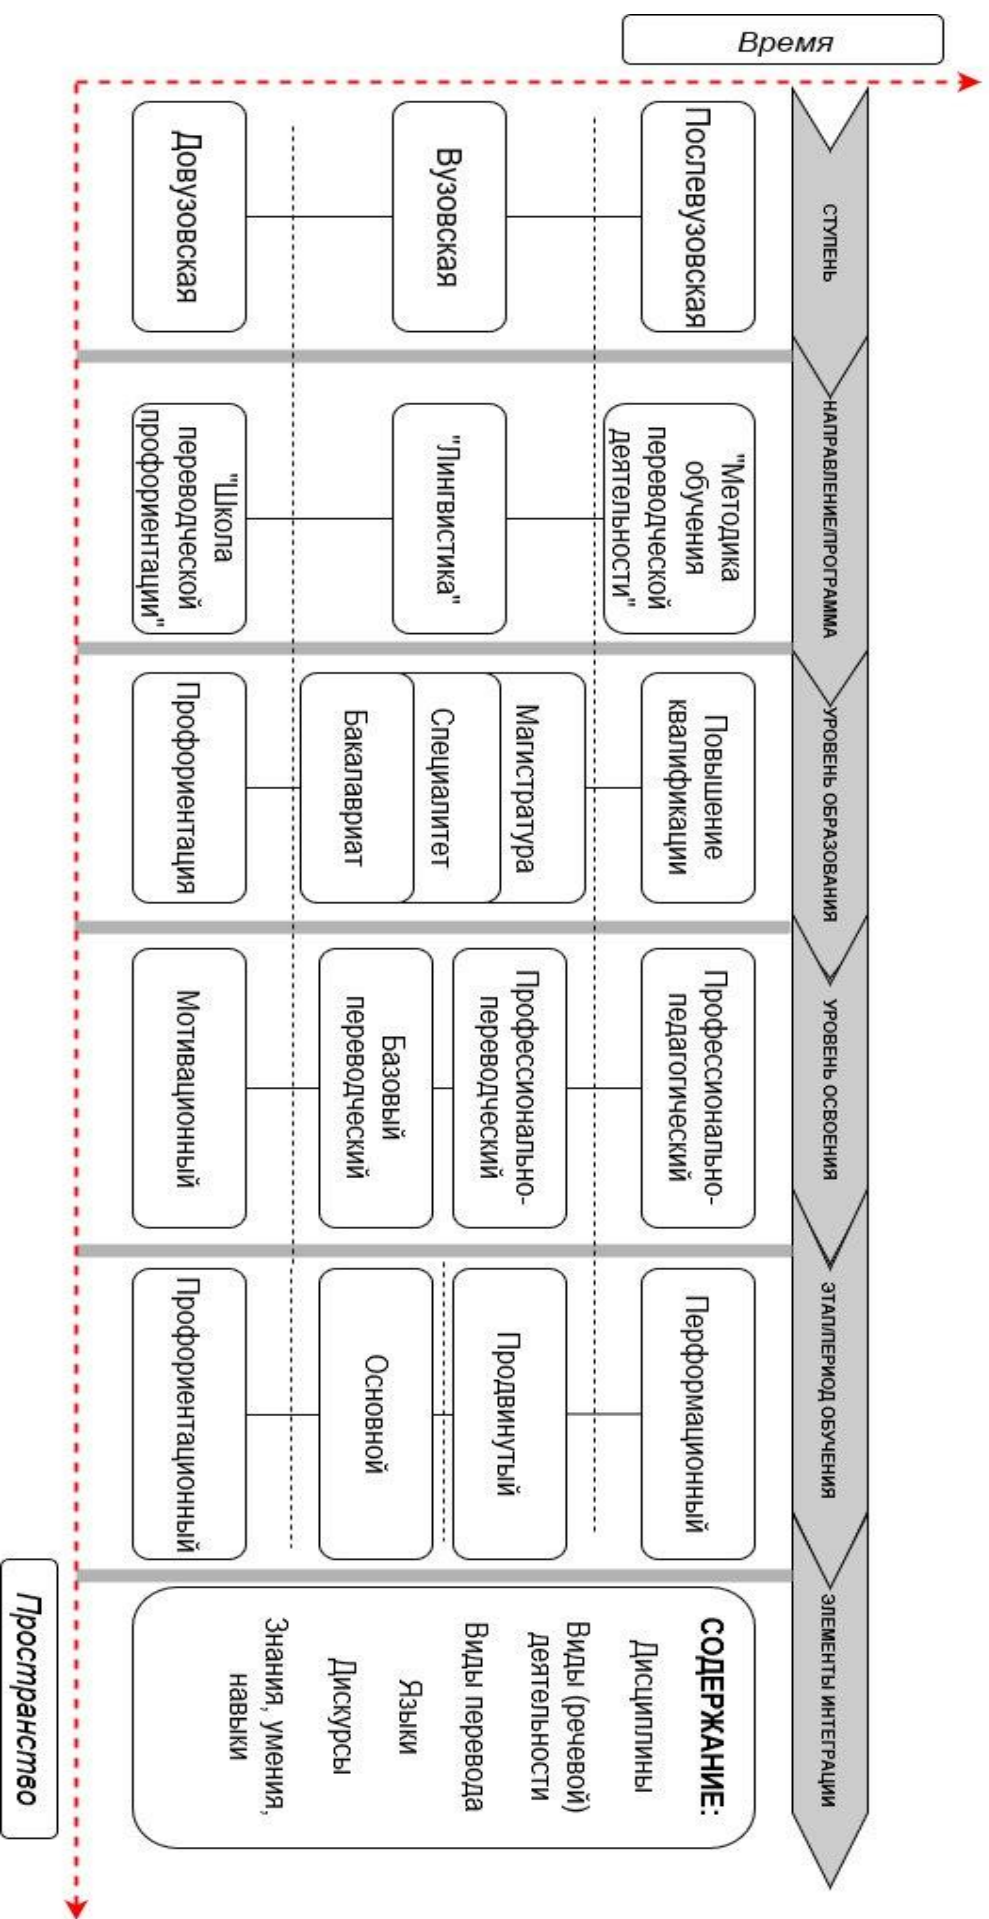 Время
СТУПЕНЬ
НАПРАВЛЕНИЕ/ПРОГРАММА
УРОВЕНЬ ОБРАЗОВАНИЯ
УРОВЕНЬ ОСВОЕНИЯ
ЭТАП/ПЕРИОД ОБУЧЕНИЯ
ЭЛЕМЕНТЫ ИНТЕГРАЦИИ
Послевузовская
"Методика
обучения
переводческой
деятельности"
Повышение
квалификации
Профессионально-
педагогический
Перформационный
Вузовская
"Лингвистика"
Магистратура
Специалитет
Бакалавриат
Профессионально-
переводческий
Базовый
переводческий
Продвинутый
Основной
Довузовская
"Школа
переводческой
профориентации"
Профориентация
Мотивационный
Профориентационный
СОДЕРЖАНИЕ:
Дисциплины
Виды (речевой)
деятельности
Виды перевода
Языки
Дискурсы
Знания, умения,
навыки
Пространство